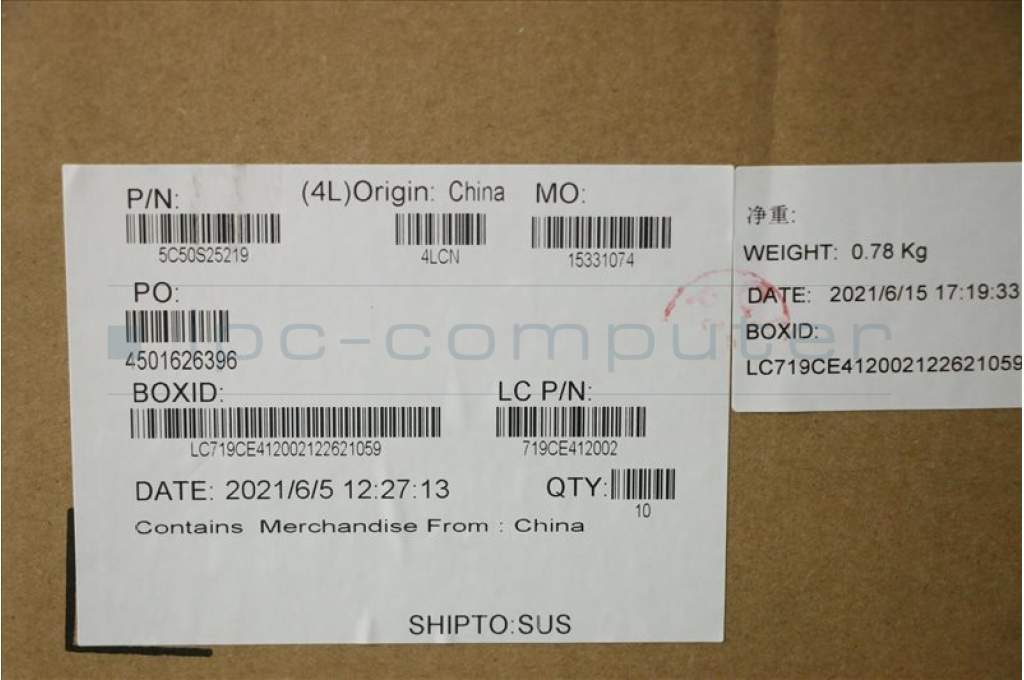 P/N: (4L)Origin: China MO:
5C50S25219 4LCN 15331074
PO:
4501626396
BOXID: LC P/N:
LC719CE412002122621059 719CE412002
DATE: 2021/6/5 12:27:13 QTY:
10
Contains Merchandise From : China
SHIPTO:SUS
净重:
WEIGHT: 0.78 Kg
DATE: 2021/6/15 17:19:33
BOXID:
LC719CE412002122621059
ipc-computer